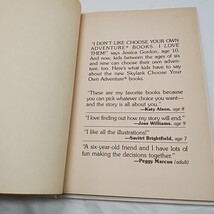 "I DON'T LIKE CHOOSE YOUR OWN
ADVENTURE® BOOKS. I LOVE
THEM!" says Jessica Gordon, age 10.
And now, kids between the ages of six
and nine can choose their own adven-
ture, too. Here's what kids have to say
about the new Skylark Choose Your
Own Adventure® books.
"These are my favorite books because
you can pick whatever choice you want—
and the story is all about you."
—Katy Alson, age 8
"I love finding out how my story will end."
—Joss Williams, age 9
"I like all the illustrations!"
—Savitri Brightfield, age 7
"A six-year-old friend and I have lots
of fun making the decisions together."
—Peggy Marcus (adult)